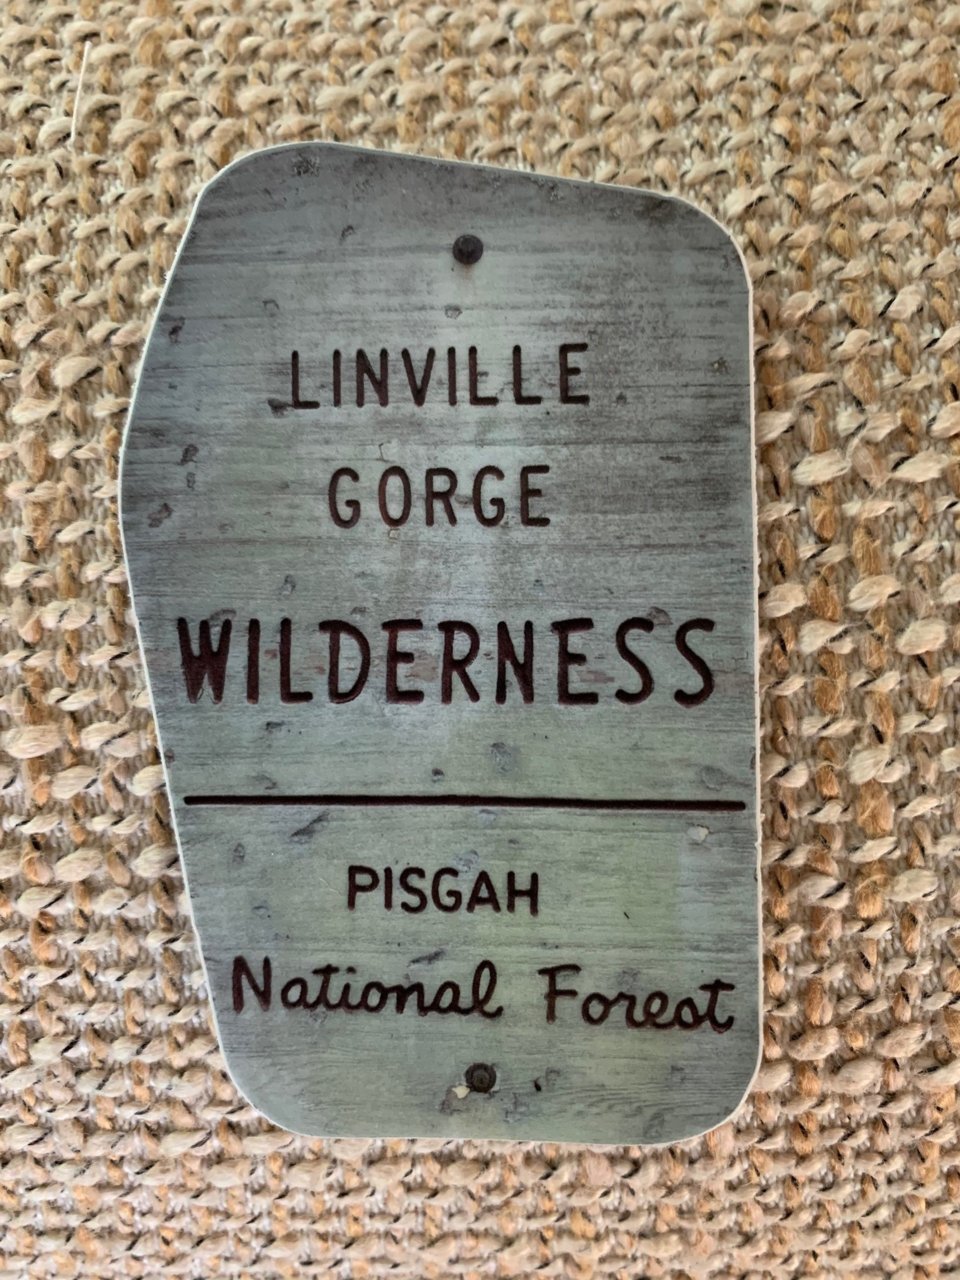 LINVILLE
GORGE
WILDERNESS
PISGAH
National Forest